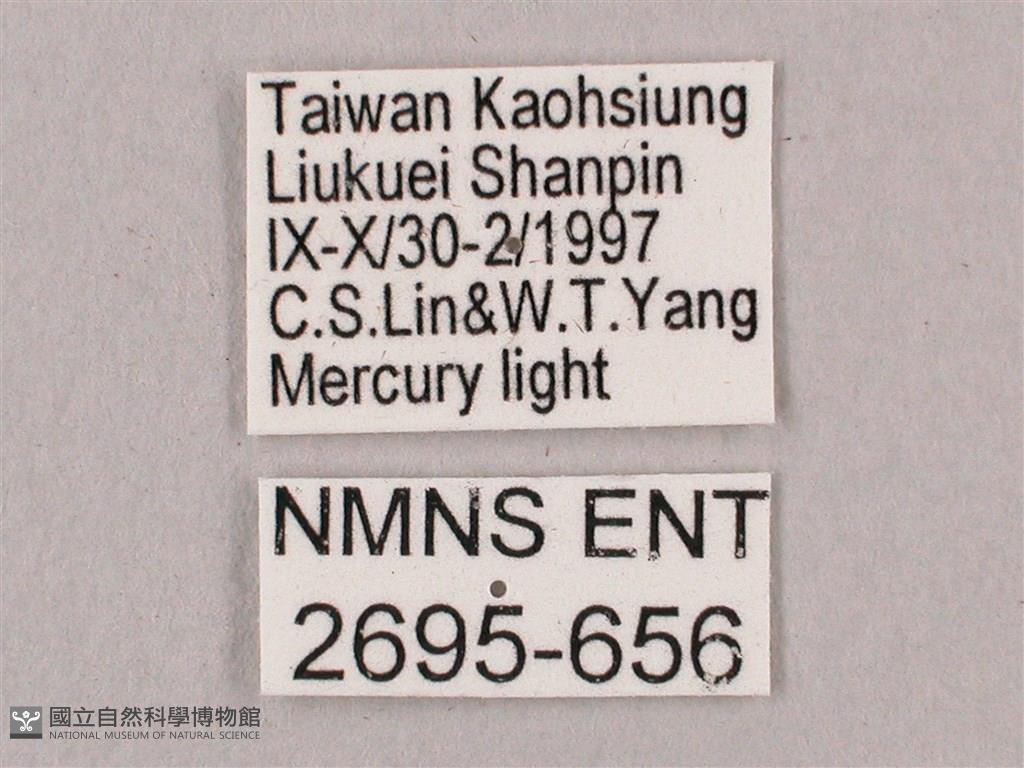 Taiwan Kaohsiung
Liukuei Shanpin
IX-X/30-2/1997
C.S.Lin&W.T.Yang
Mercury light
NMNS ENT
2695-656
國立自然科學博物館
NATIONAL MUSEUM OF NATURAL SCIENCE